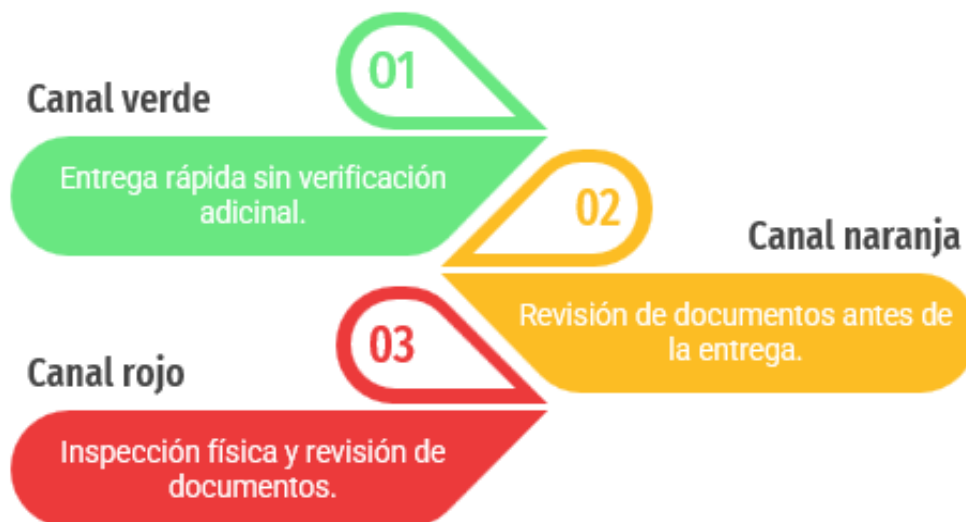 01
Canal verde
Entrega rápida sin verificación
adicinal.
02
Canal naranja
Revisión de documentos antes de
la entrega.
03
Canal rojo
Inspección física y revisión de
documentos.